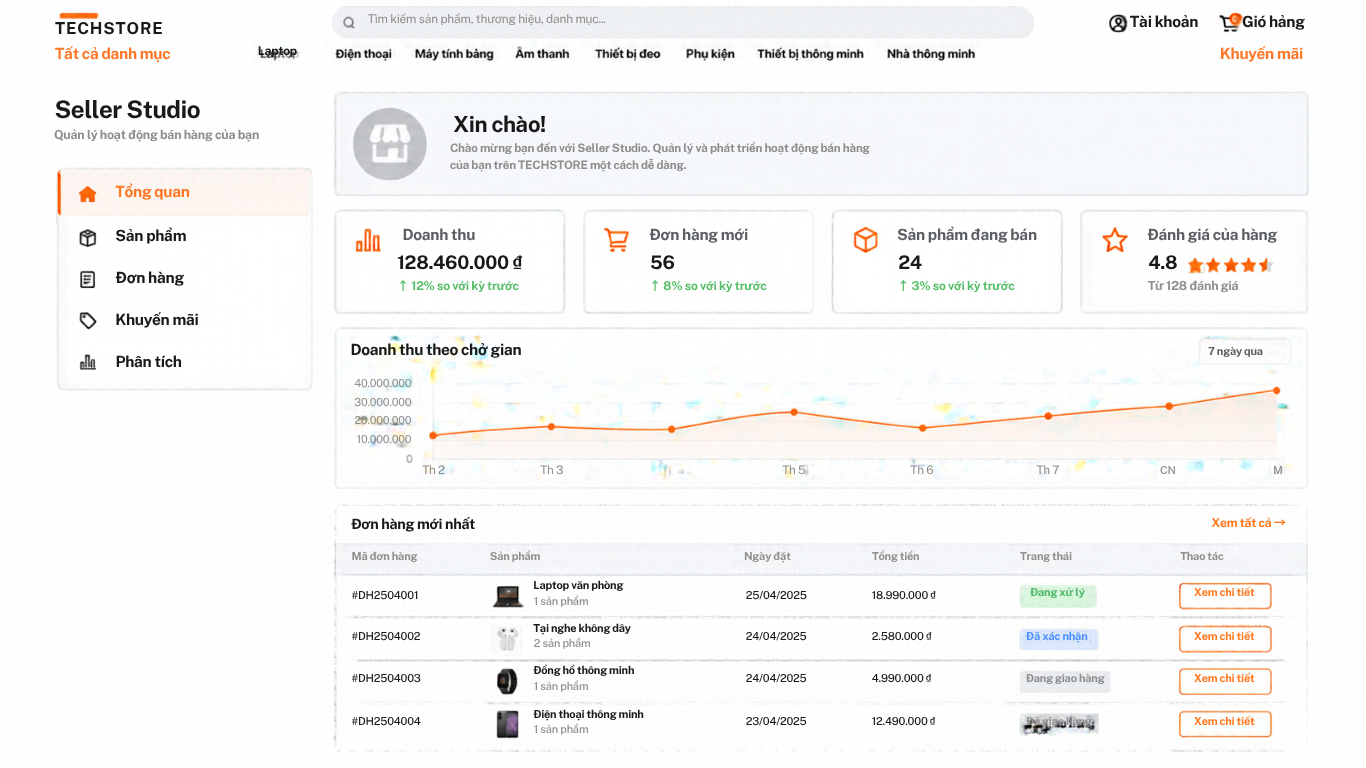 TECHSTORE
Tìm kiếm sản phẩm, thương hiệu, danh mục...
Tài khoản
Giỏ hảng
Tất cả danh mục
Laptop
Điện thoại
Máy tính bảng
Âm thanh
Thiết bị đeo
Phụ kiện
Thiết bị thông minh
Nhà thông minh
Khuyến mãi
Seller Studio
Quản lý hoạt động bán hàng của bạn
Tổng quan
Sản phẩm
Đơn hàng
Khuyến mãi
Phân tích
Xin chào!
Chào mừng bạn đến với Seller Studio. Quản lý và phát triển hoạt động bán hàng
của bạn trên TECHSTORE một cách dễ dàng.
Doanh thu
128.460.000 ₫
↑ 12% so với kỳ trước
Đơn hàng mới
56
↑ 8% so với kỳ trước
Sản phẩm đang bán
24
↑ 3% so với kỳ trước
Đánh giá của hàng
4.8
Từ 128 đánh giá
Doanh thu theo chở gian
7 ngày qua
40.000.000
30.000.000
20.000.000
10.000.000
0
Th 2
Th 3
Th 5
Th 6
Th 7
CN
M
Đơn hàng mới nhất
Xem tất cả →
Mã đơn hàng
Sản phẩm
Ngày đặt
Tổng tiền
Trang thái
Thao tác
#DH2504001
Laptop văn phòng
1 sản phẩm
25/04/2025
18.990.000 ₫
Đang xử lý
Xem chi tiết
#DH2504002
Tại nghe không dây
2 sản phẩm
24/04/2025
2.580.000 ₫
Đã xác nhận
Xem chi tiết
#DH2504003
Đồng hồ thông minh
1 sản phẩm
24/04/2025
4.990.000 ₫
Đang giao hàng
Xem chi tiết
#DH2504004
Điện thoại thông minh
1 sản phẩm
23/04/2025
12.490.000 ₫
Xem chi tiết